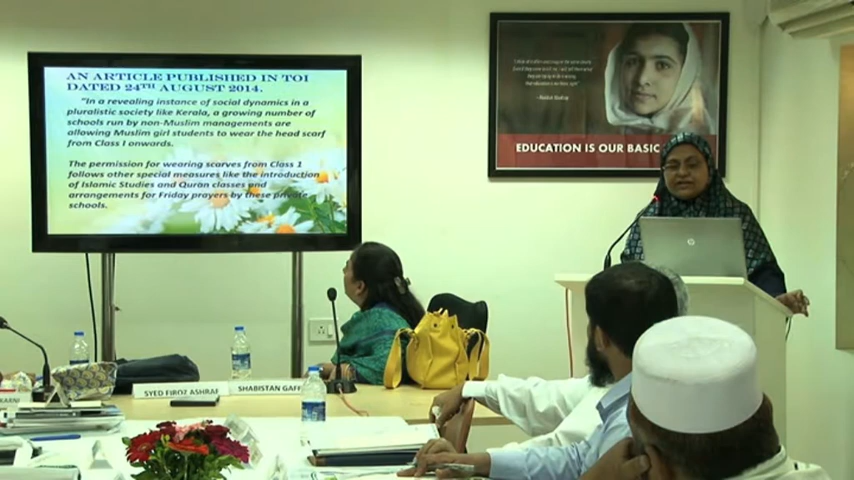 AN ARTICLE PUBLISHED IN TOI
DATED 24TH AUGUST 2014.
"In a revealing instance of social dynamics in a
pluralistic society like Kerala, a growing number of
schools run by non-Muslim managements are
allowing Muslim girl students to wear the head scarf
from Class I onwards.
The permission for wearing scarves from Class 1
follows other special measures like the introduction
of Islamic Studies and Quran classes and
arrangements for Friday prayers by these private
schools.
EDUCATION IS OUR BASIC
hp
SYED FIROZ ASHRAF
SHABISTAN GAFF
KARNI